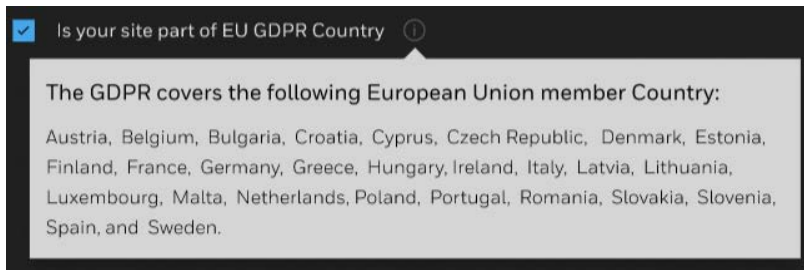 Is your site part of EU GDPR Country
The GDPR covers the following European Union member Country:
Austria, Belgium, Bulgaria, Croatia, Cyprus, Czech Republic, Denmark, Estonia,
Finland, France, Germany, Greece, Hungary, Ireland, Italy, Latvia, Lithuania,
Luxembourg, Malta, Netherlands, Poland, Portugal, Romania, Slovakia, Slovenia,
Spain, and Sweden.